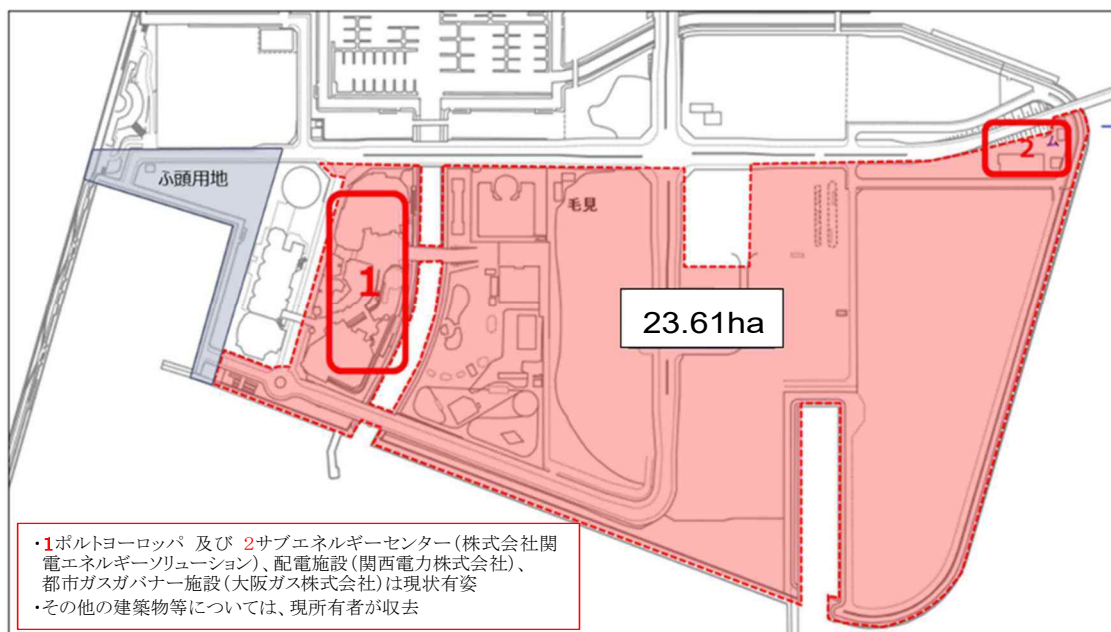 ふ頭用地
毛見
1
2
23.61ha
・1ポルトヨーロッパ 及び 2サブエネルギーセンター(株式会社関
電エネルギーソリューション)、配電施設(関西電力株式会社)、
都市ガスガバナー施設(大阪ガス株式会社)は現状有姿
・その他の建築物等については、現所有者が収去